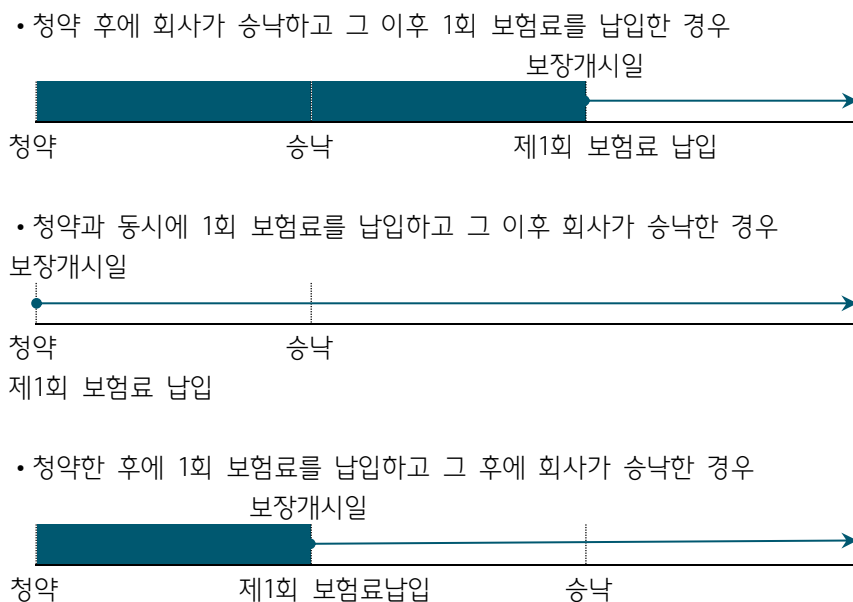 • 청약 후에 회사가 승낙하고 그 이후 1회 보험료를 납입한 경우
보장개시일
청약 승낙 제1회 보험료 납입
• 청약과 동시에 1회 보험료를 납입하고 그 이후 회사가 승낙한 경우
보장개시일
청약 승낙
제1회 보험료 납입
• 청약한 후에 1회 보험료를 납입하고 그 후에 회사가 승낙한 경우
보장개시일
청약 제1회 보험료납입 승낙